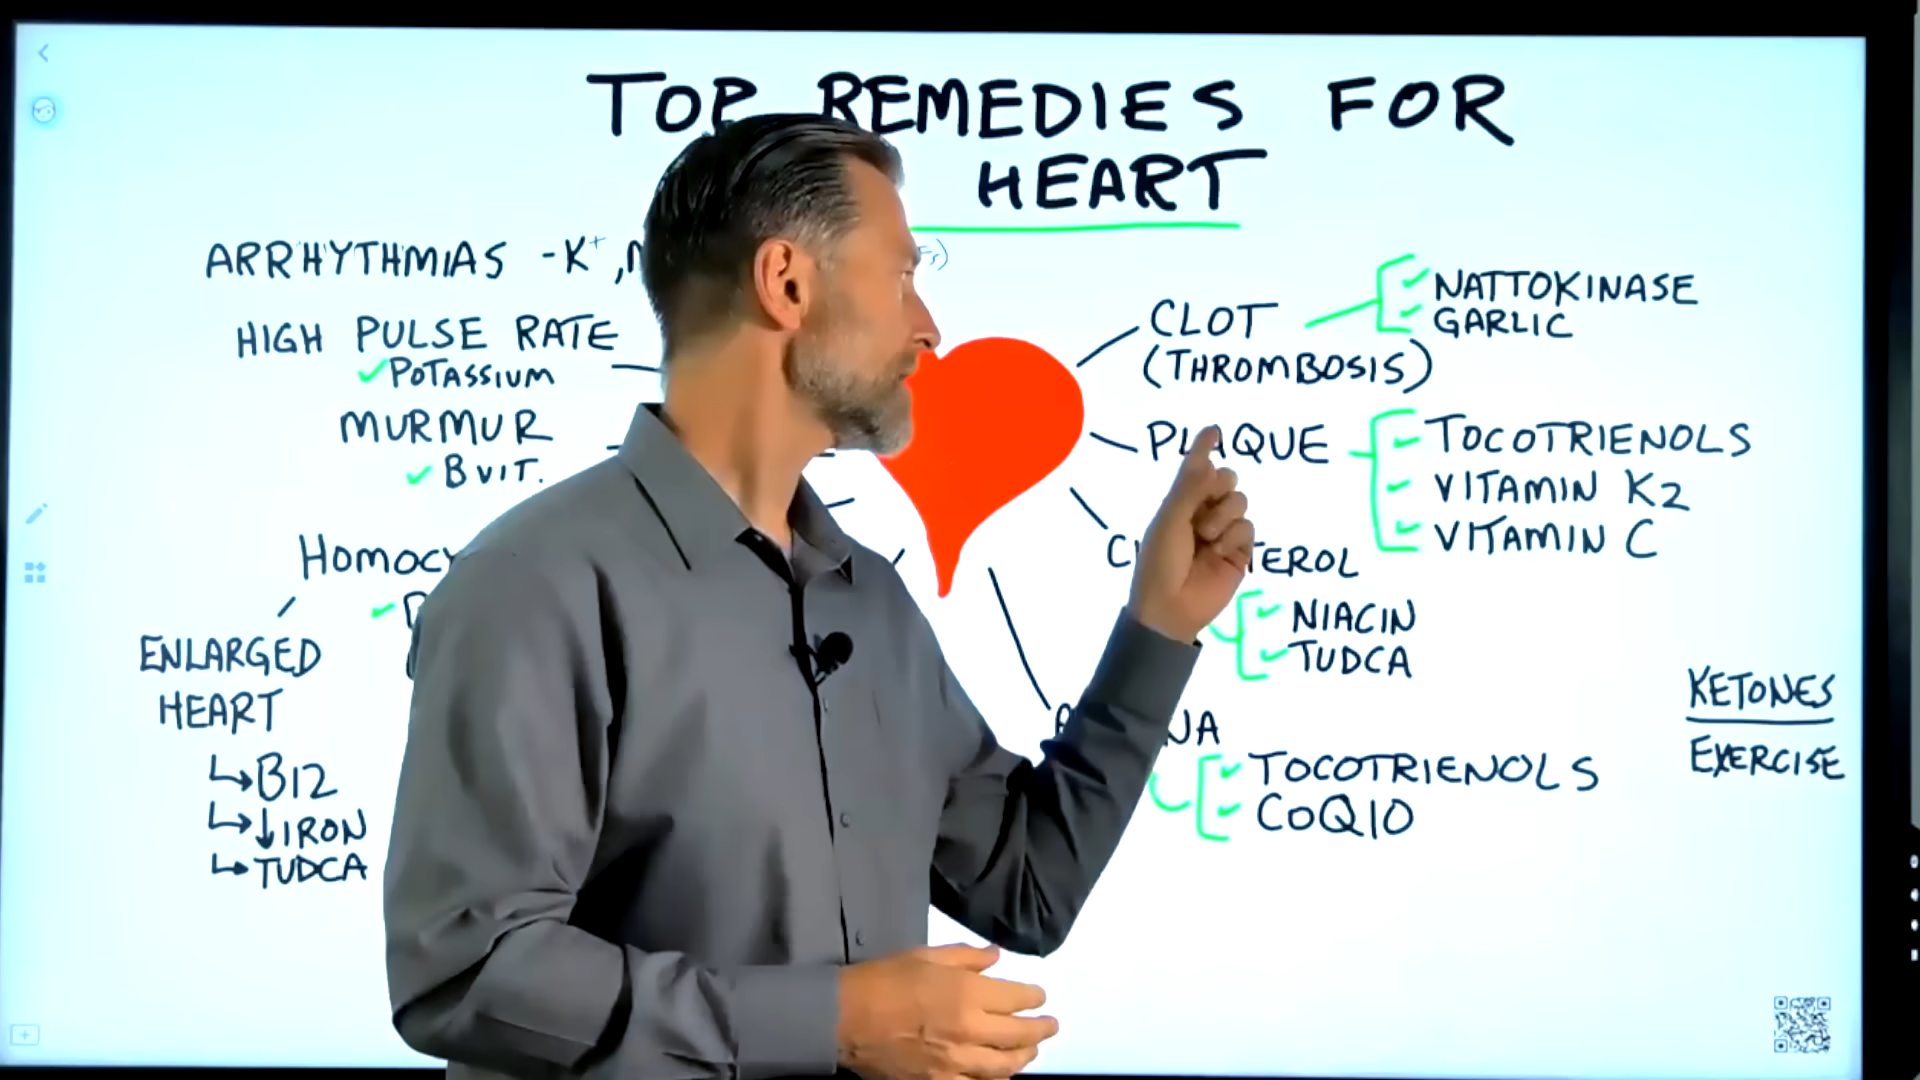 TOP REMEDIES FOR
HEART
ARRHYTHMIAS -K+,
HIGH PULSE RATE
✓POTASSIUM
MURMUR
✓ B VIT.
ENLARGED
HEART
↳B12
↳↓IRON
↳TUDCA
CLOT
(THROMBOSIS)
✓ NATTOKINASE
✓ GARLIC
PLAQUE
✓ TOCOTRIENOLS
✓ VITAMIN K2
✓ VITAMIN C
✓ NIACIN
✓ TUDCA
✓ TOCOTRIENOLS
✓ COQ10
KETONES
EXERCISE